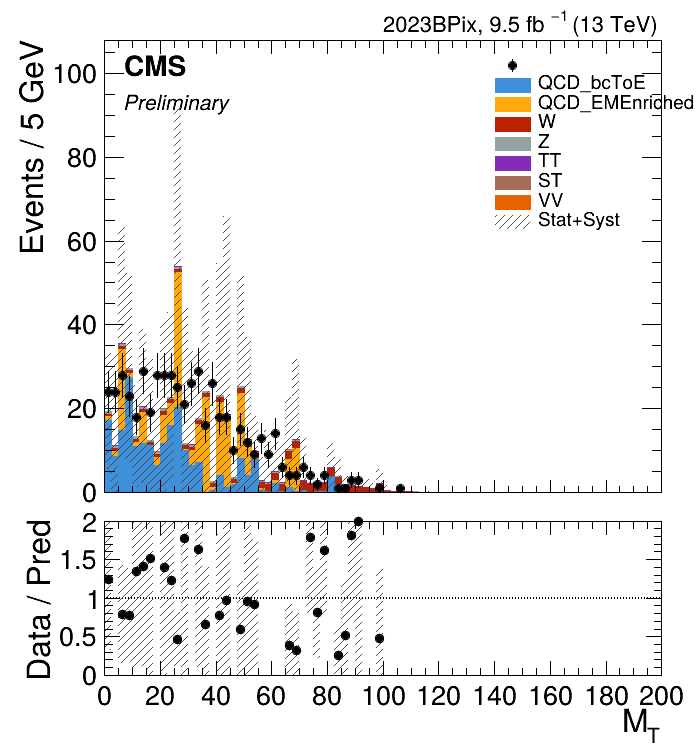 2023BPix, 9.5 fb⁻¹ (13 TeV)
CMS
Preliminary
QCD_bcToE
QCD_EMEnriched
W
Z
TT
ST
VV
Stat+Syst
Events / 5 GeV
100
80
60
40
20
0
Data / Pred
2
1.5
1
0.5
0
0 20 40 60 80 100 120 140 160 180 200
M_T